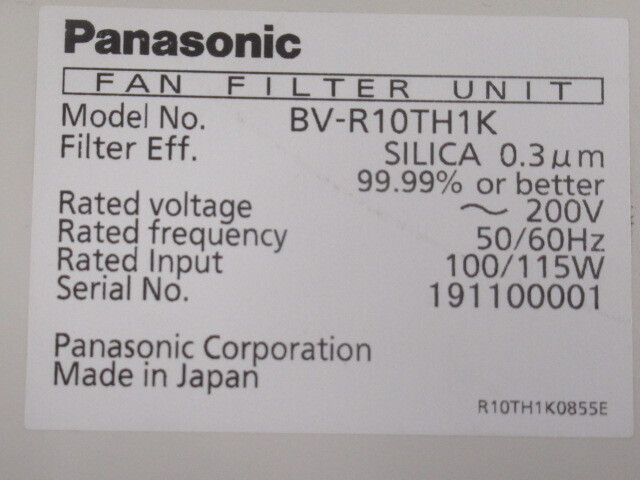 Panasonic
FAN FILTER UNIT
Model No. BV-R10TH1K
Filter Eff. SILICA 0.3μm
99.99% or better
Rated voltage ～ 200V
Rated frequency 50/60Hz
Rated Input 100/115W
Serial No. 191100001
Panasonic Corporation
Made in Japan
R10TH1K0855E